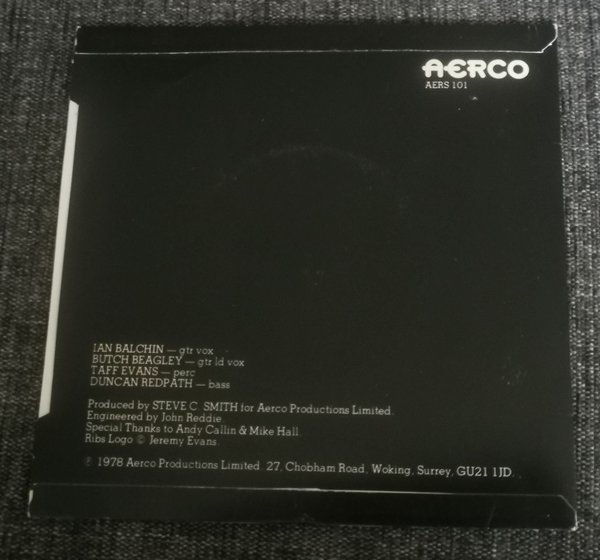 AERCO
AERS 101
IAN BALCHIN — gtr vox
BUTCH BEAGLEY — gtr ld vox
TAFF EVANS — perc
DUNCAN REDPATH — bass
Produced by STEVE C. SMITH for Aerco Productions Limited.
Engineered by John Reddie.
Special Thanks to Andy Callin & Mike Hall.
Ribs Logo © Jeremy Evans.
℗ 1978 Aerco Productions Limited. 27, Chobham Road, Woking, Surrey, GU21 1JD.